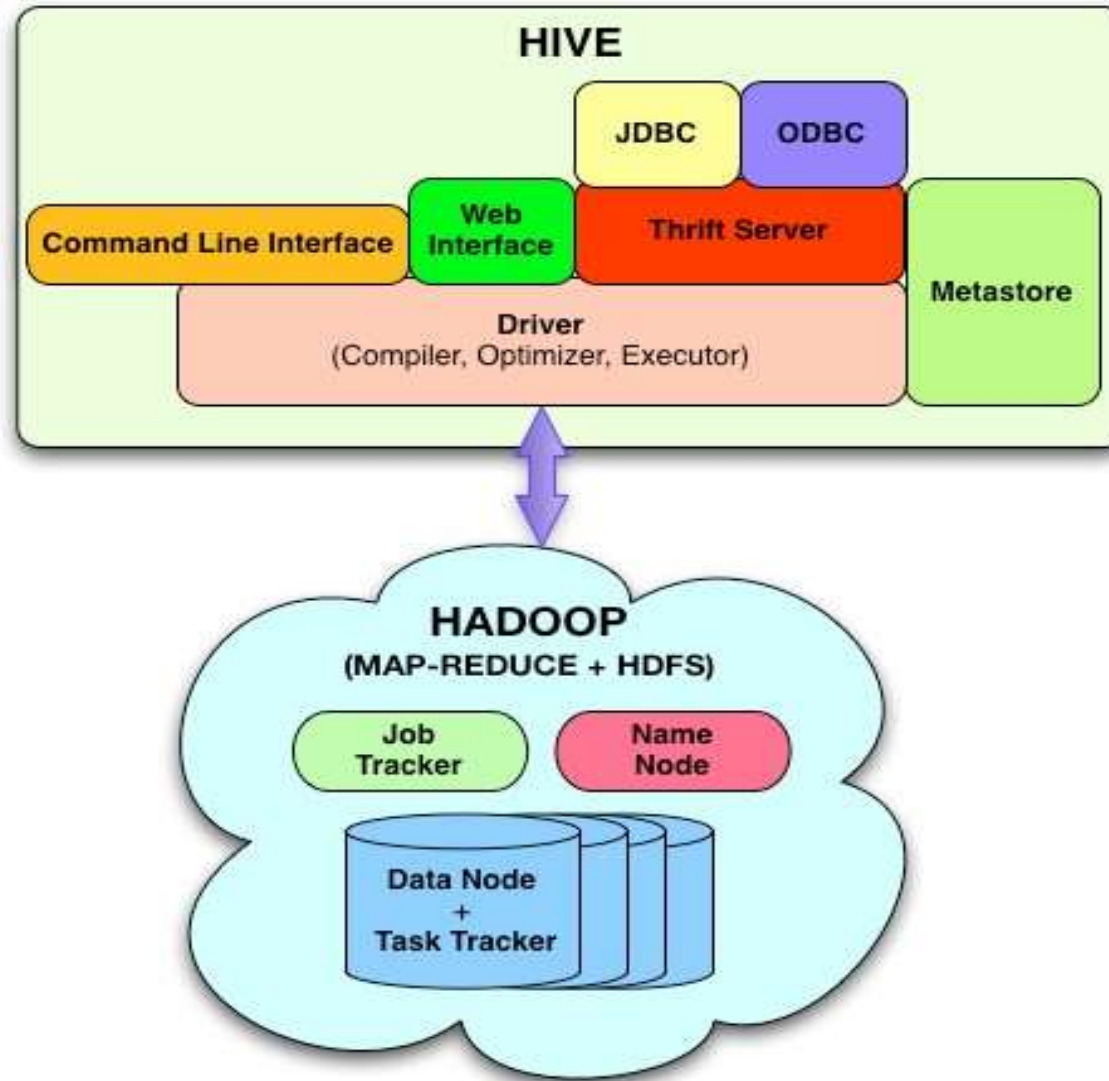 HIVE
JDBC
ODBC
Command Line Interface
Web
Interface
Thrift Server
Metastore
Driver
(Compiler, Optimizer, Executor)
HADOOP
(MAP-REDUCE + HDFS)
Job
Tracker
Name
Node
Data Node
+
Task Tracker